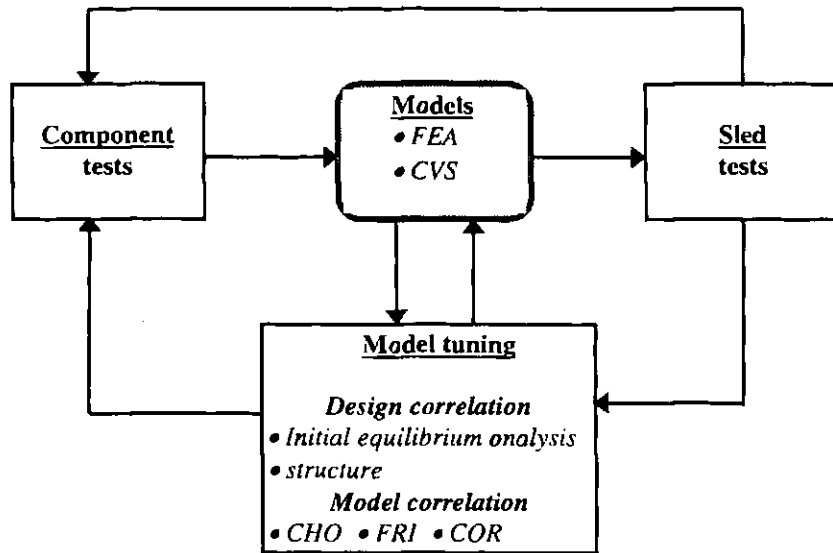 Component
tests
Models
• FEA
• CVS
Sled
tests
Model tuning
Design correlation
• Initial equilibrium onalysis
• structure
Model correlation
• CHO • FRI • COR